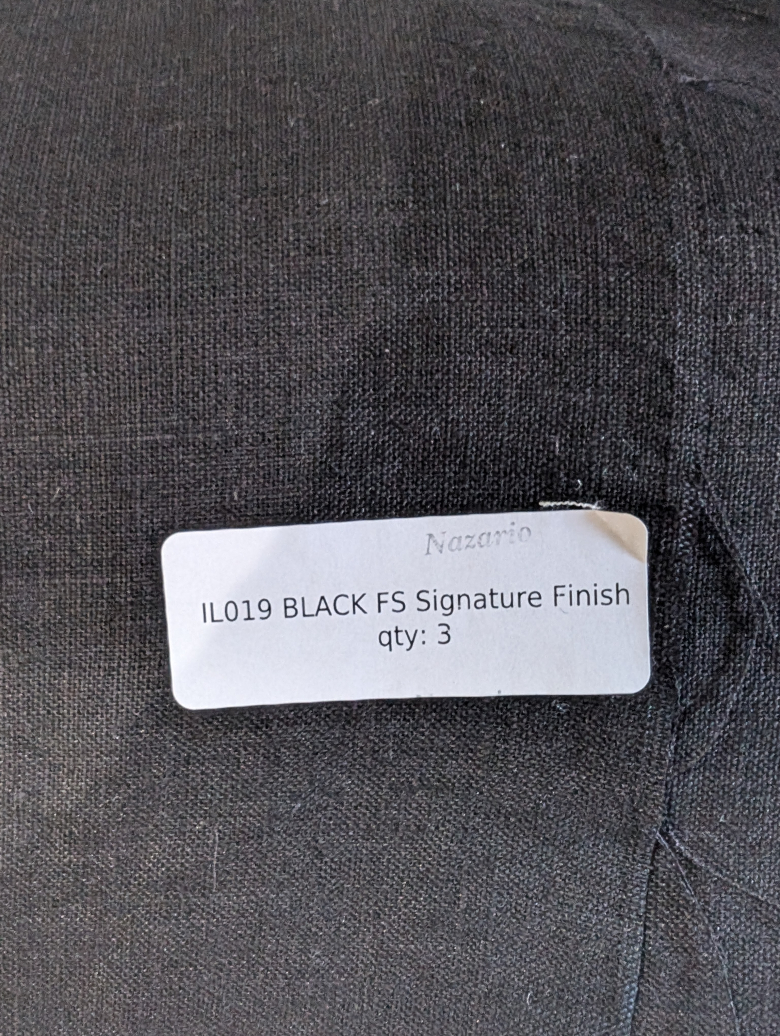 Nazario
IL019 BLACK FS Signature Finish
qty: 3